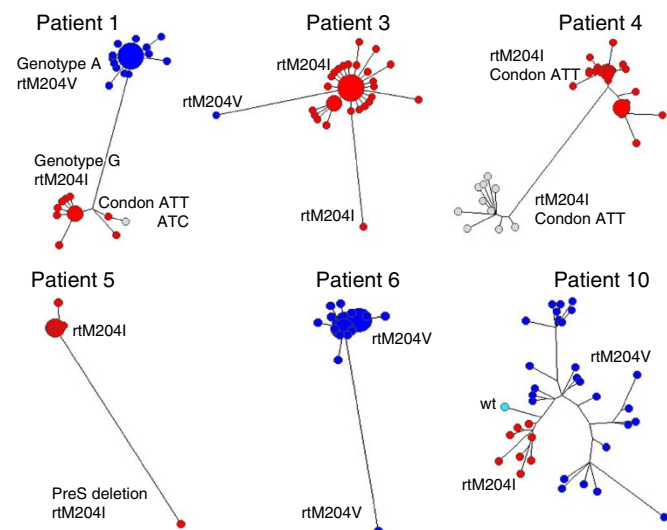 Patient 1
Genotype A
rtM204V
Genotype G
rtM204I
Condon ATT
ATC
Patient 3
rtM204I
rtM204V
rtM204I
Patient 4
rtM204I
Condon ATT
rtM204I
Condon ATT
Patient 5
rtM204I
PreS deletion
rtM204I
Patient 6
rtM204V
rtM204V
Patient 10
rtM204V
wt
rtM204I